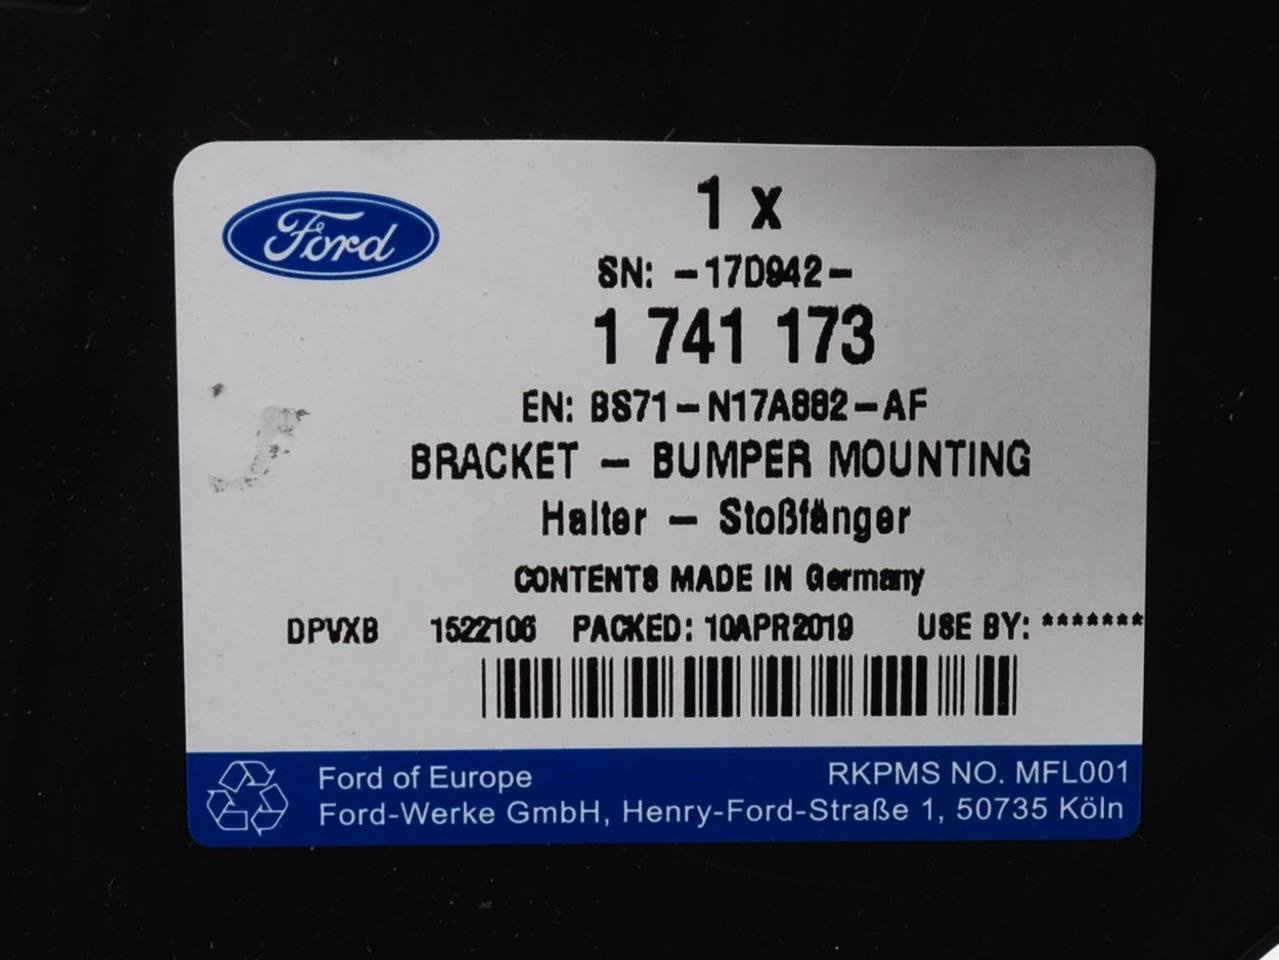 Ford
1 x
SN: -17D942-
1 741 173
EN: BS71-N17A882-AF
BRACKET - BUMPER MOUNTING
Halter - Stoßfänger
CONTENTS MADE IN Germany
DPVXB 1522106 PACKED: 10APR2019 USE BY: *******
Ford of Europe RKPMS NO. MFL001
Ford-Werke GmbH, Henry-Ford-Straße 1, 50735 Köln